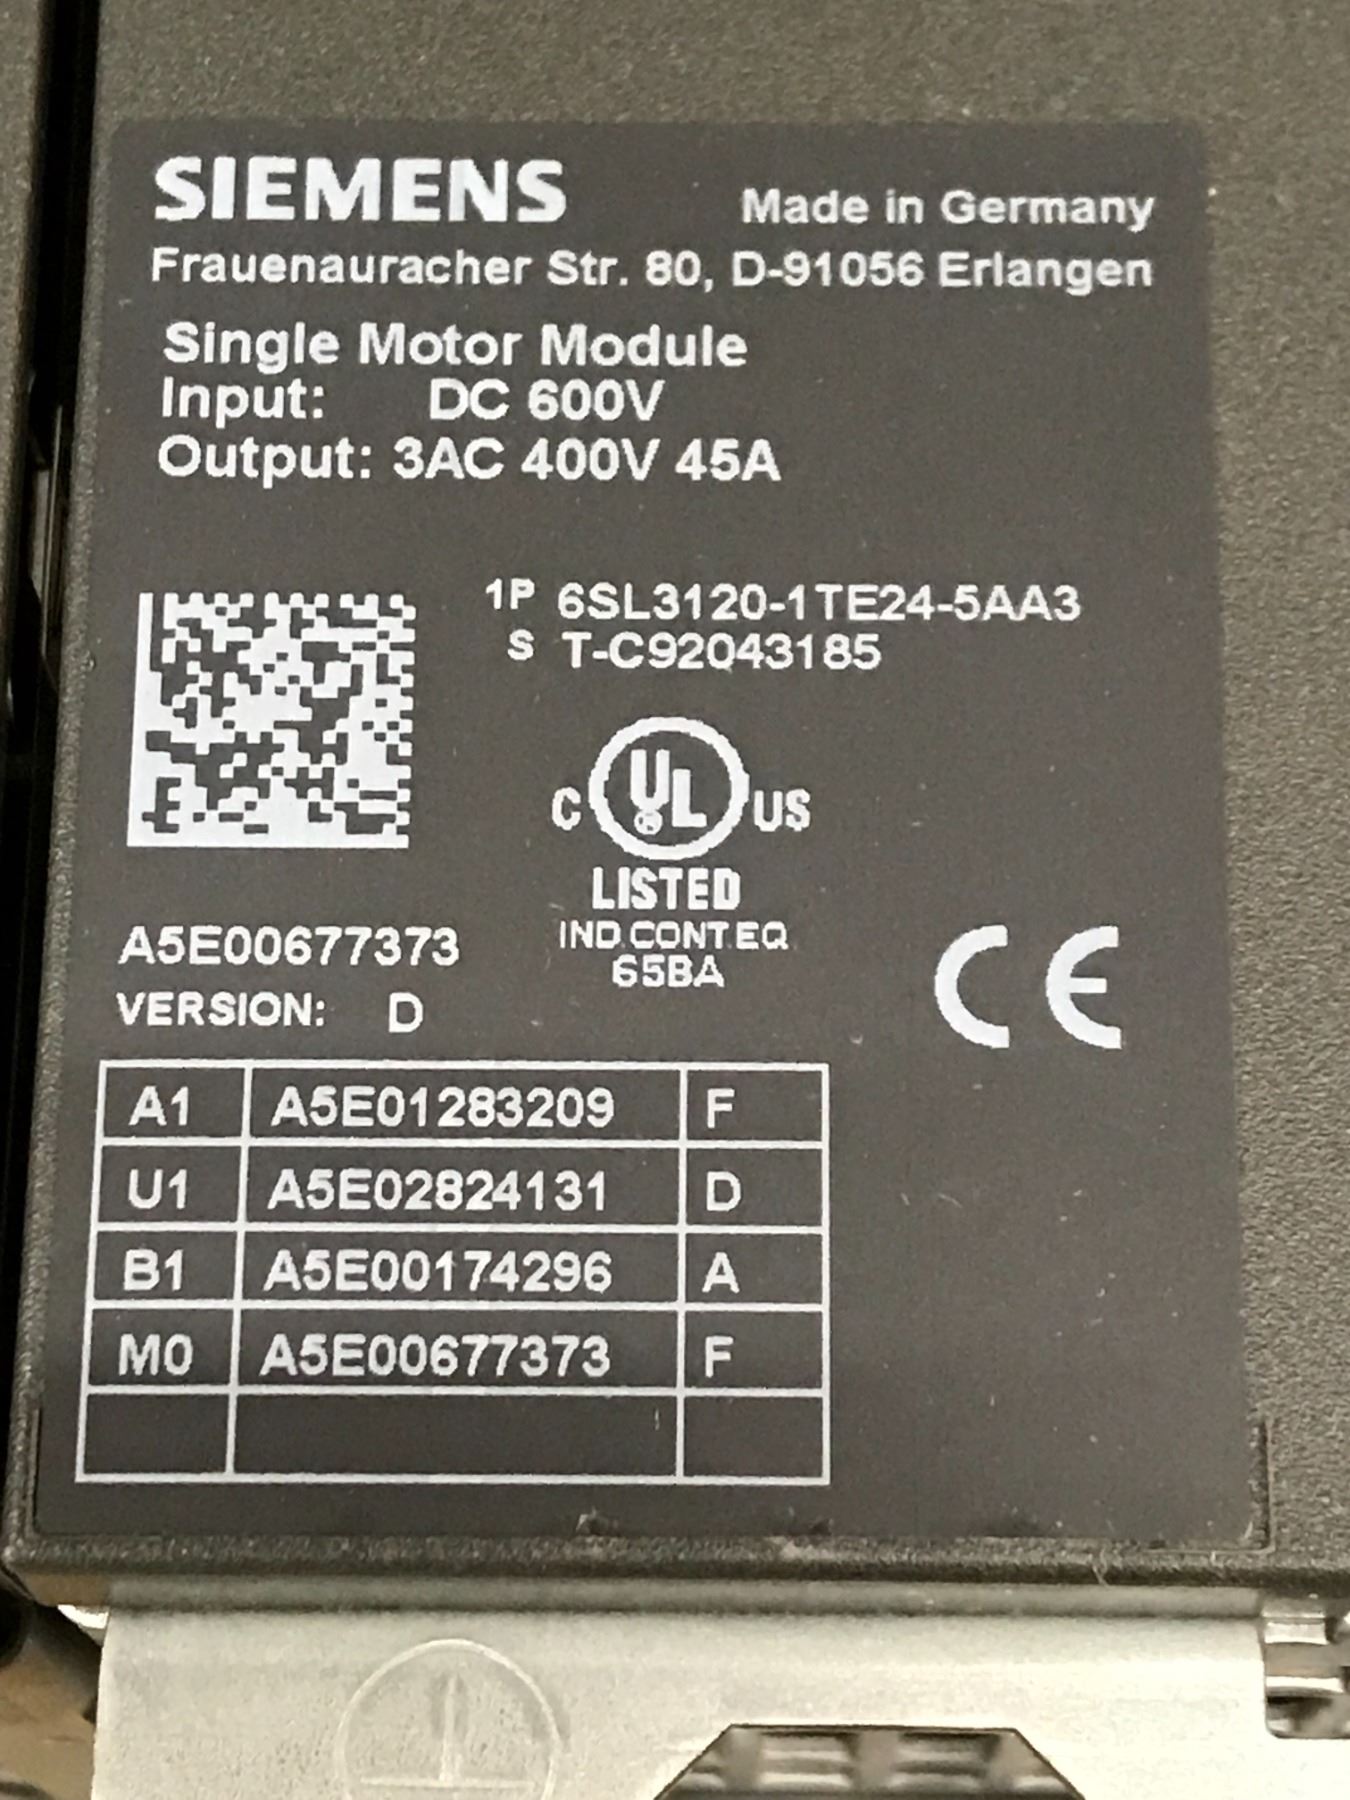 SIEMENS
Made in Germany
Frauenauracher Str. 80, D-91056 Erlangen
Single Motor Module
Input: DC 600V
Output: 3AC 400V 45A
1P 6SL3120-1TE24-5AA3
S T-C92043185
C UL® US
LISTED
IND.CONT.EQ
65BA
A5E00677373
VERSION: D
CE
A1 A5E01283209 F
U1 A5E02824131 D
B1 A5E00174296 A
M0 A5E00677373 F